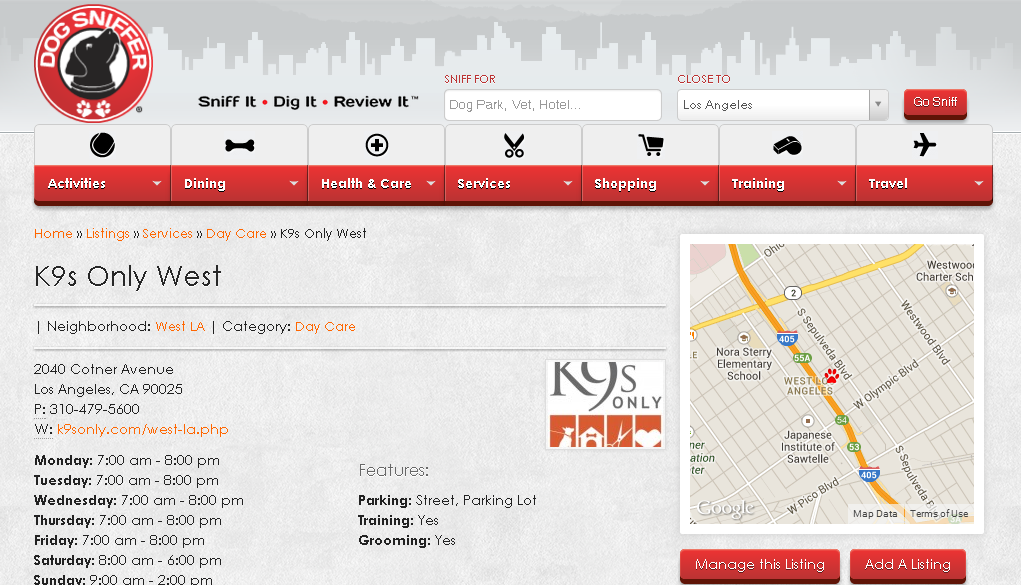 DOG SNIFFER
®
Sniff It • Dig It • Review It™
SNIFF FOR
Dog Park, Vet, Hotel...
CLOSE TO
Los Angeles
Go Sniff
Activities
Dining
Health & Care
Services
Shopping
Training
Travel
Home » Listings » Services » Day Care » K9s Only West
K9s Only West
| Neighborhood: West LA | Category: Day Care
2040 Cotner Avenue
Los Angeles, CA 90025
P: 310-479-5600
W: k9sonly.com/west-la.php
K9s
ONLY
Monday: 7:00 am - 8:00 pm
Tuesday: 7:00 am - 8:00 pm
Wednesday: 7:00 am - 8:00 pm
Thursday: 7:00 am - 8:00 pm
Friday: 7:00 am - 8:00 pm
Saturday: 8:00 am - 6:00 pm
Sunday: 9:00 am - 2:00 pm
Features:
Parking: Street, Parking Lot
Training: Yes
Grooming: Yes
Ohio
Westwood
Charter Sch
2
S Sepulveda Blvd
Westwood Blvd
405
Nora Sterry
Elementary
School
55A
WEST LOS
ANGELES
W Olympic Blvd
54
Japanese
Institute of
Sawtelle
53
ner
ation
ter
405
S Sepulveda
W Pico Blvd
Google
Map Data
Terms of Use
Manage this Listing
Add A Listing